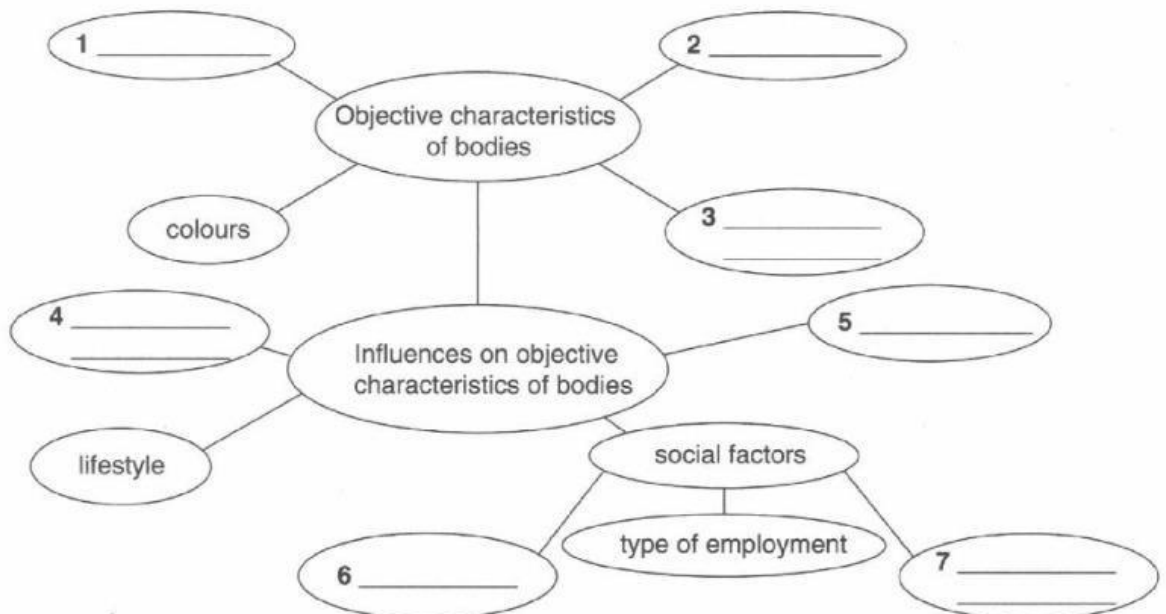 1
2
Objective characteristics
of bodies
3
colours
4
5
Influences on objective
characteristics of bodies
lifestyle
social factors
type of employment
6
7